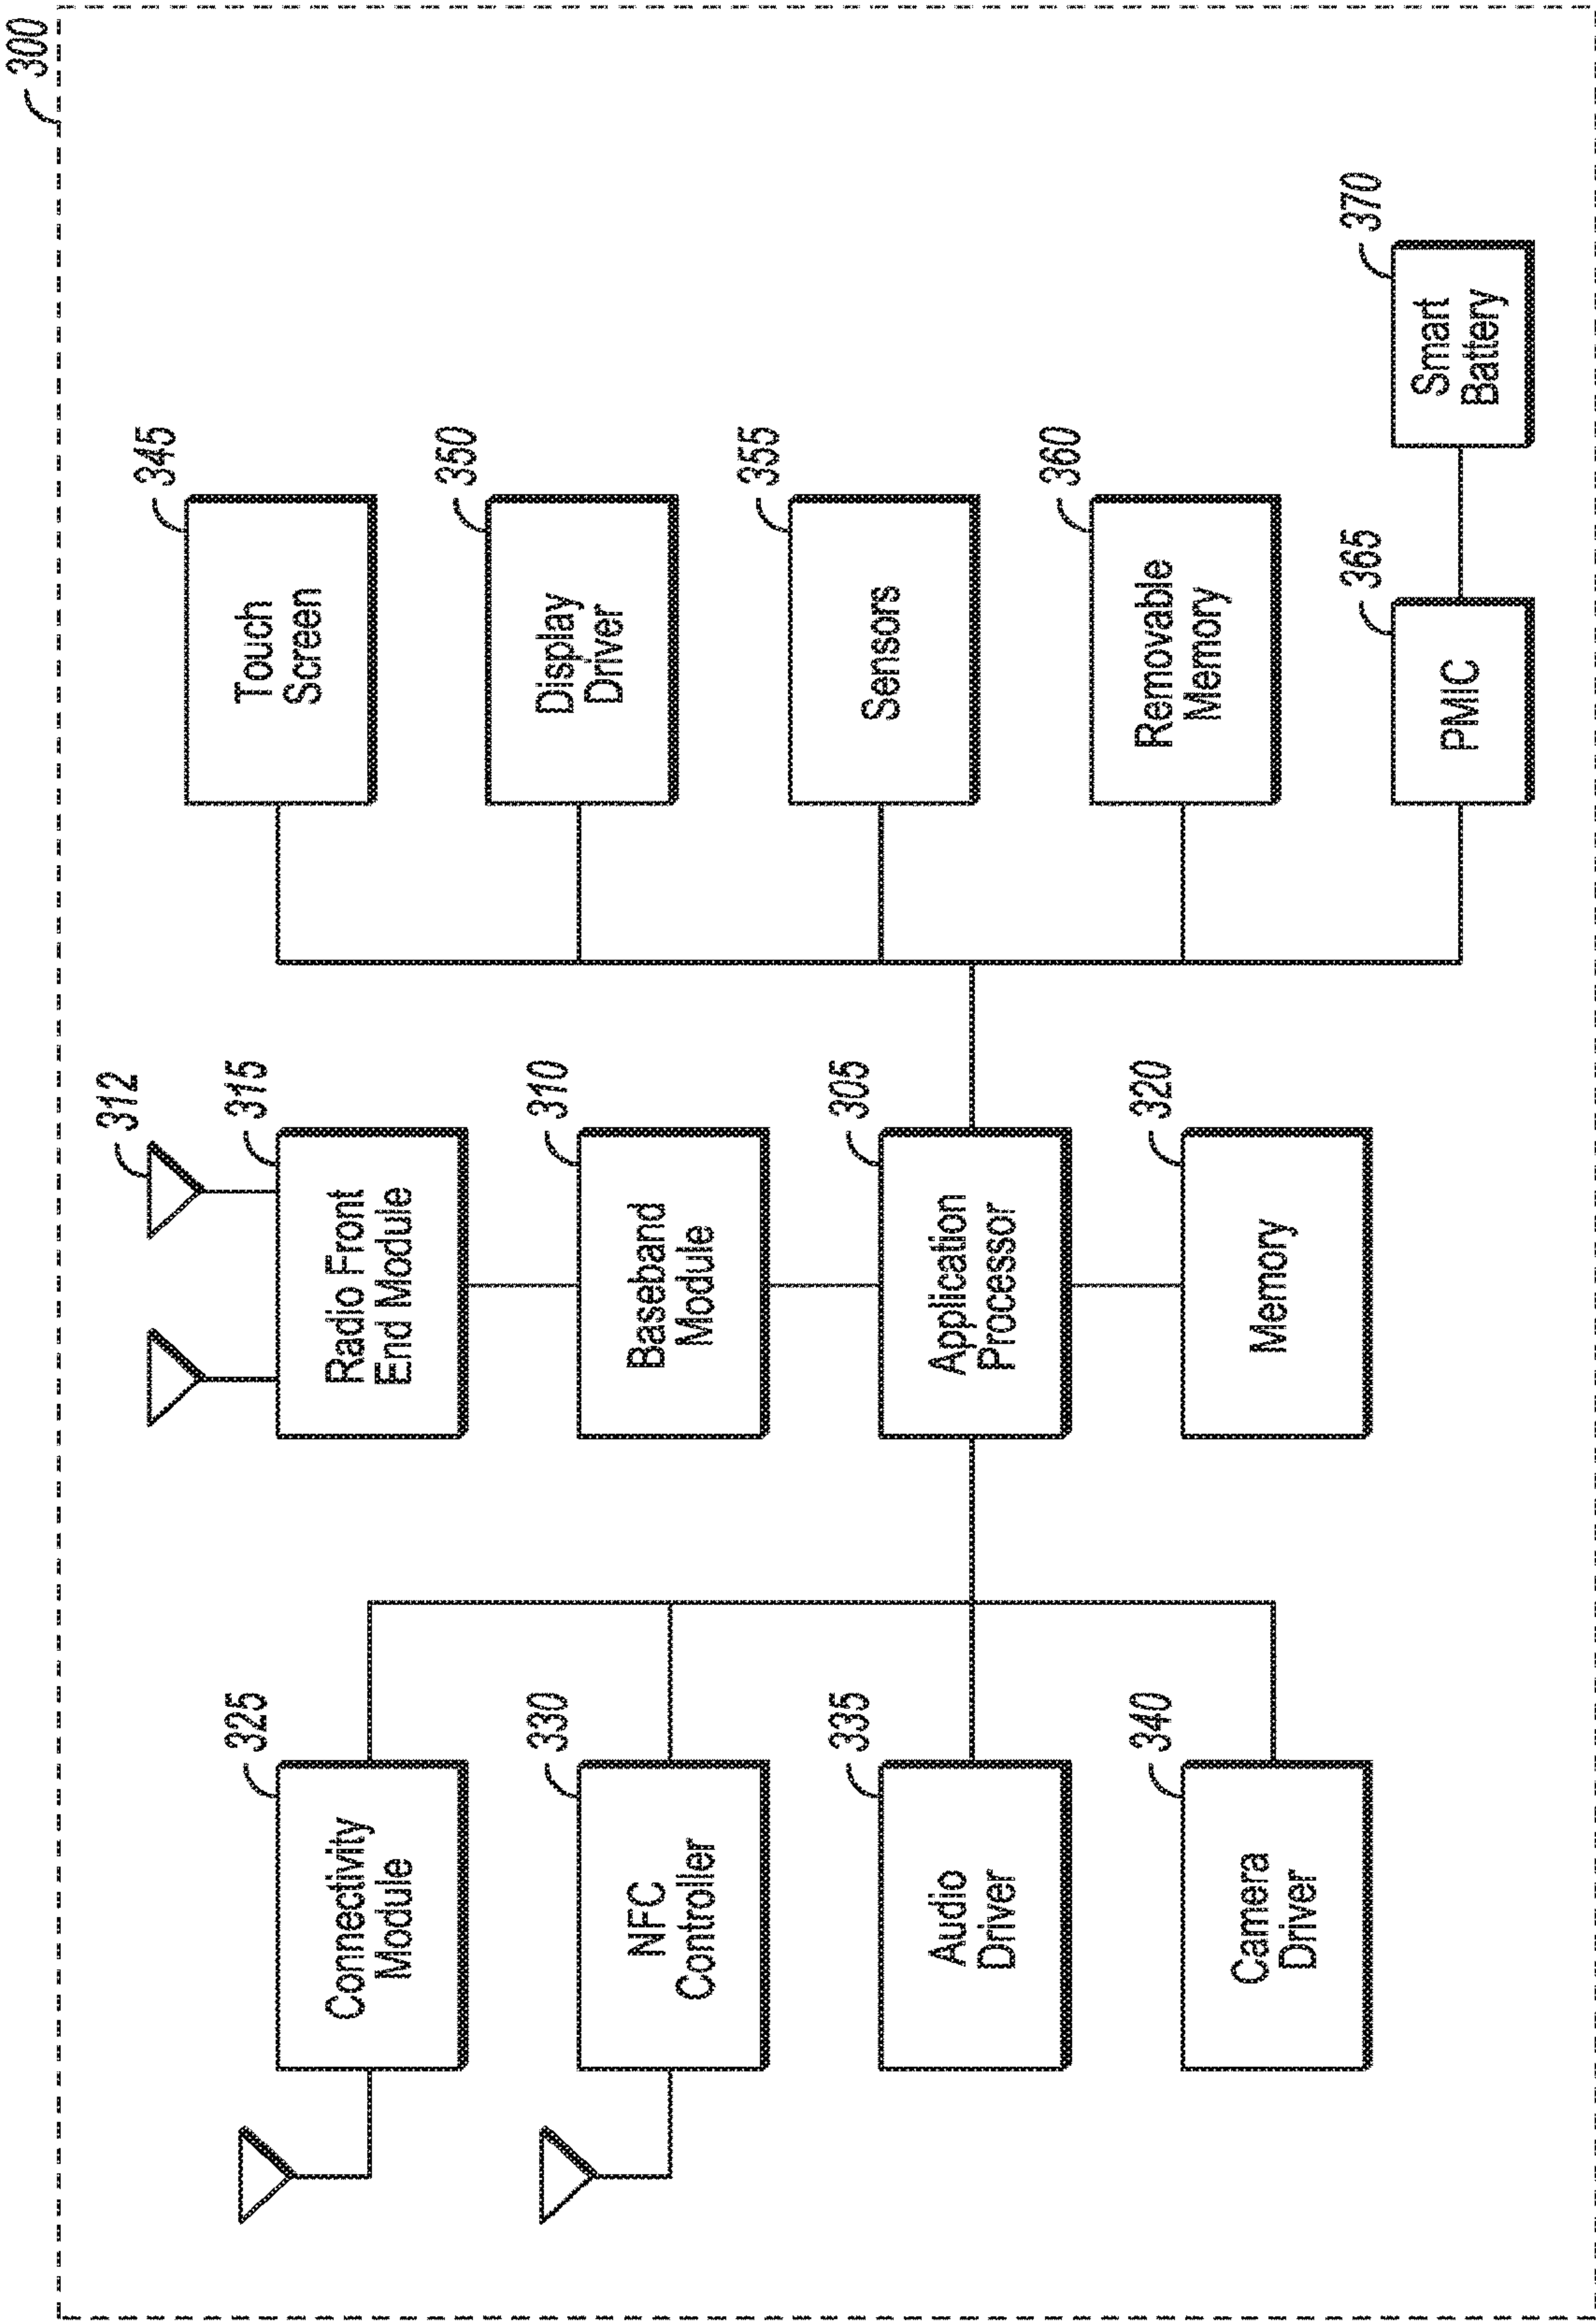 300
312
325
Connectivity
Module
315
Radio Front
End Module
345
Touch
Screen
330
NFC
Controller
310
Baseband
Module
350
Display
Driver
335
Audio
Driver
305
Application
Processor
355
Sensors
340
Camera
Driver
320
Memory
360
Removable
Memory
365
PMIC
370
Smart
Battery